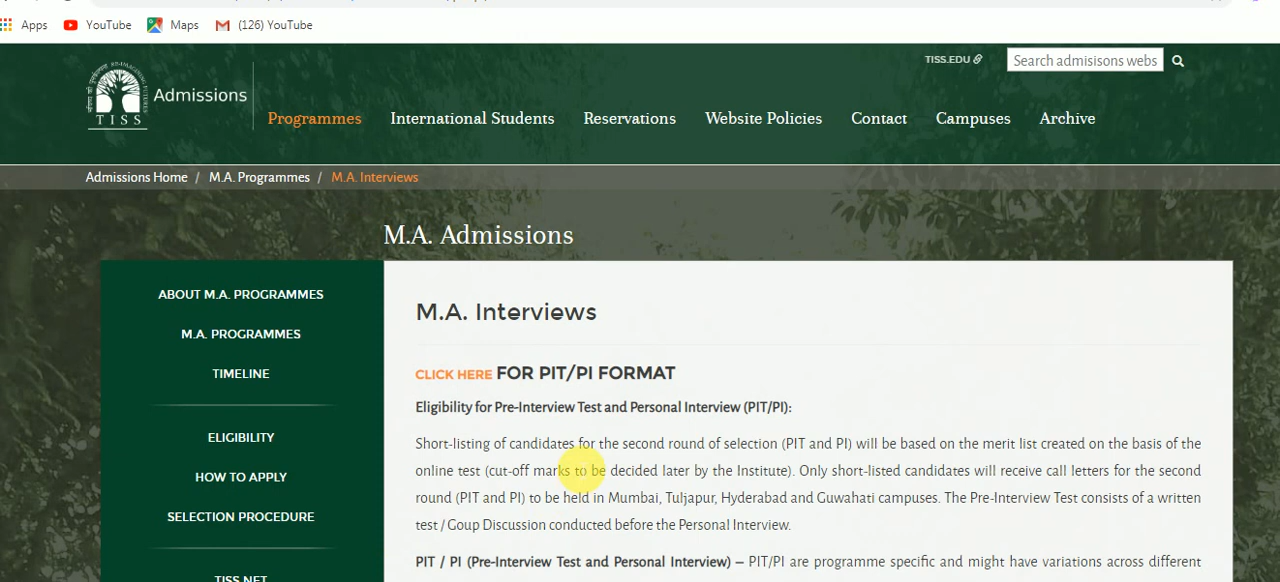 Apps YouTube Maps (126) YouTube
TISS.EDU
Search admisisons webs
TISS
Admissions
Programmes International Students Reservations Website Policies Contact Campuses Archive
Admissions Home / M.A. Programmes / M.A. Interviews
M.A. Admissions
ABOUT M.A. PROGRAMMES
M.A. PROGRAMMES
TIMELINE
ELIGIBILITY
HOW TO APPLY
SELECTION PROCEDURE
TISS NET
M.A. Interviews
CLICK HERE FOR PIT/PI FORMAT
Eligibility for Pre-Interview Test and Personal Interview (PIT/PI):
Short-listing of candidates for the second round of selection (PIT and PI) will be based on the merit list created on the basis of the
online test (cut-off marks to be decided later by the Institute). Only short-listed candidates will receive call letters for the second
round (PIT and PI) to be held in Mumbai, Tuljapur, Hyderabad and Guwahati campuses. The Pre-Interview Test consists of a written
test / Goup Discussion conducted before the Personal Interview.
PIT / PI (Pre-Interview Test and Personal Interview) – PIT/PI are programme specific and might have variations across different